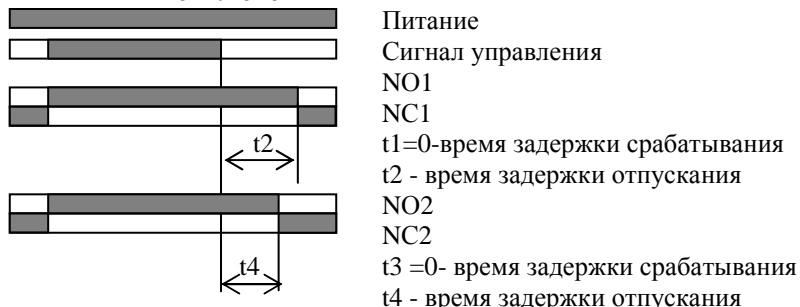 Питание
Сигнал управления
NO1
NC1
t2
t1=0-время задержки срабатывания
t2 - время задержки отпускания
NO2
NC2
t4
t3 =0- время задержки срабатывания
t4 - время задержки отпускания